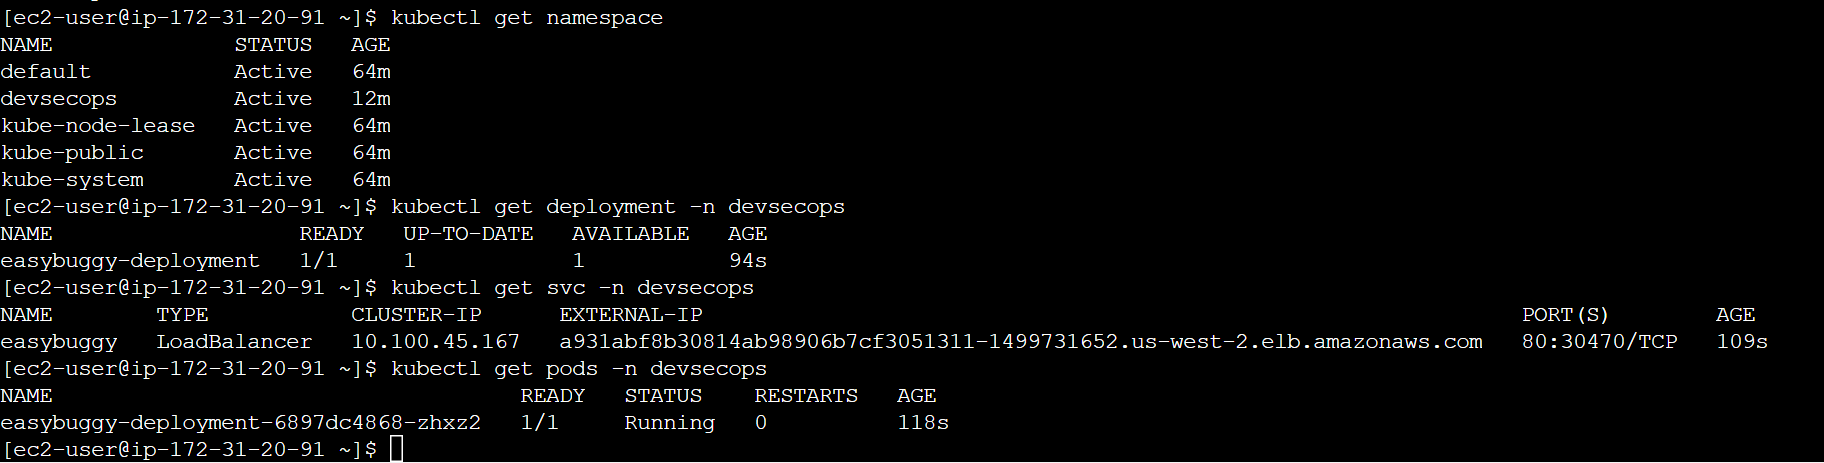 [ec2-user@ip-172-31-20-91 ~]$ kubectl get namespace
NAME              STATUS   AGE
default           Active   64m
devsecops         Active   12m
kube-node-lease   Active   64m
kube-public       Active   64m
kube-system       Active   64m
[ec2-user@ip-172-31-20-91 ~]$ kubectl get deployment -n devsecops
NAME                   READY   UP-TO-DATE   AVAILABLE   AGE
easybuggy-deployment   1/1     1            1           94s
[ec2-user@ip-172-31-20-91 ~]$ kubectl get svc -n devsecops
NAME        TYPE           CLUSTER-IP      EXTERNAL-IP                                                               PORT(S)        AGE
easybuggy   LoadBalancer   10.100.45.167   a931abf8b30814ab98906b7cf3051311-1499731652.us-west-2.elb.amazonaws.com   80:30470/TCP   109s
[ec2-user@ip-172-31-20-91 ~]$ kubectl get pods -n devsecops
NAME                                    READY   STATUS    RESTARTS   AGE
easybuggy-deployment-6897dc4868-zhxz2   1/1     Running   0          118s
[ec2-user@ip-172-31-20-91 ~]$